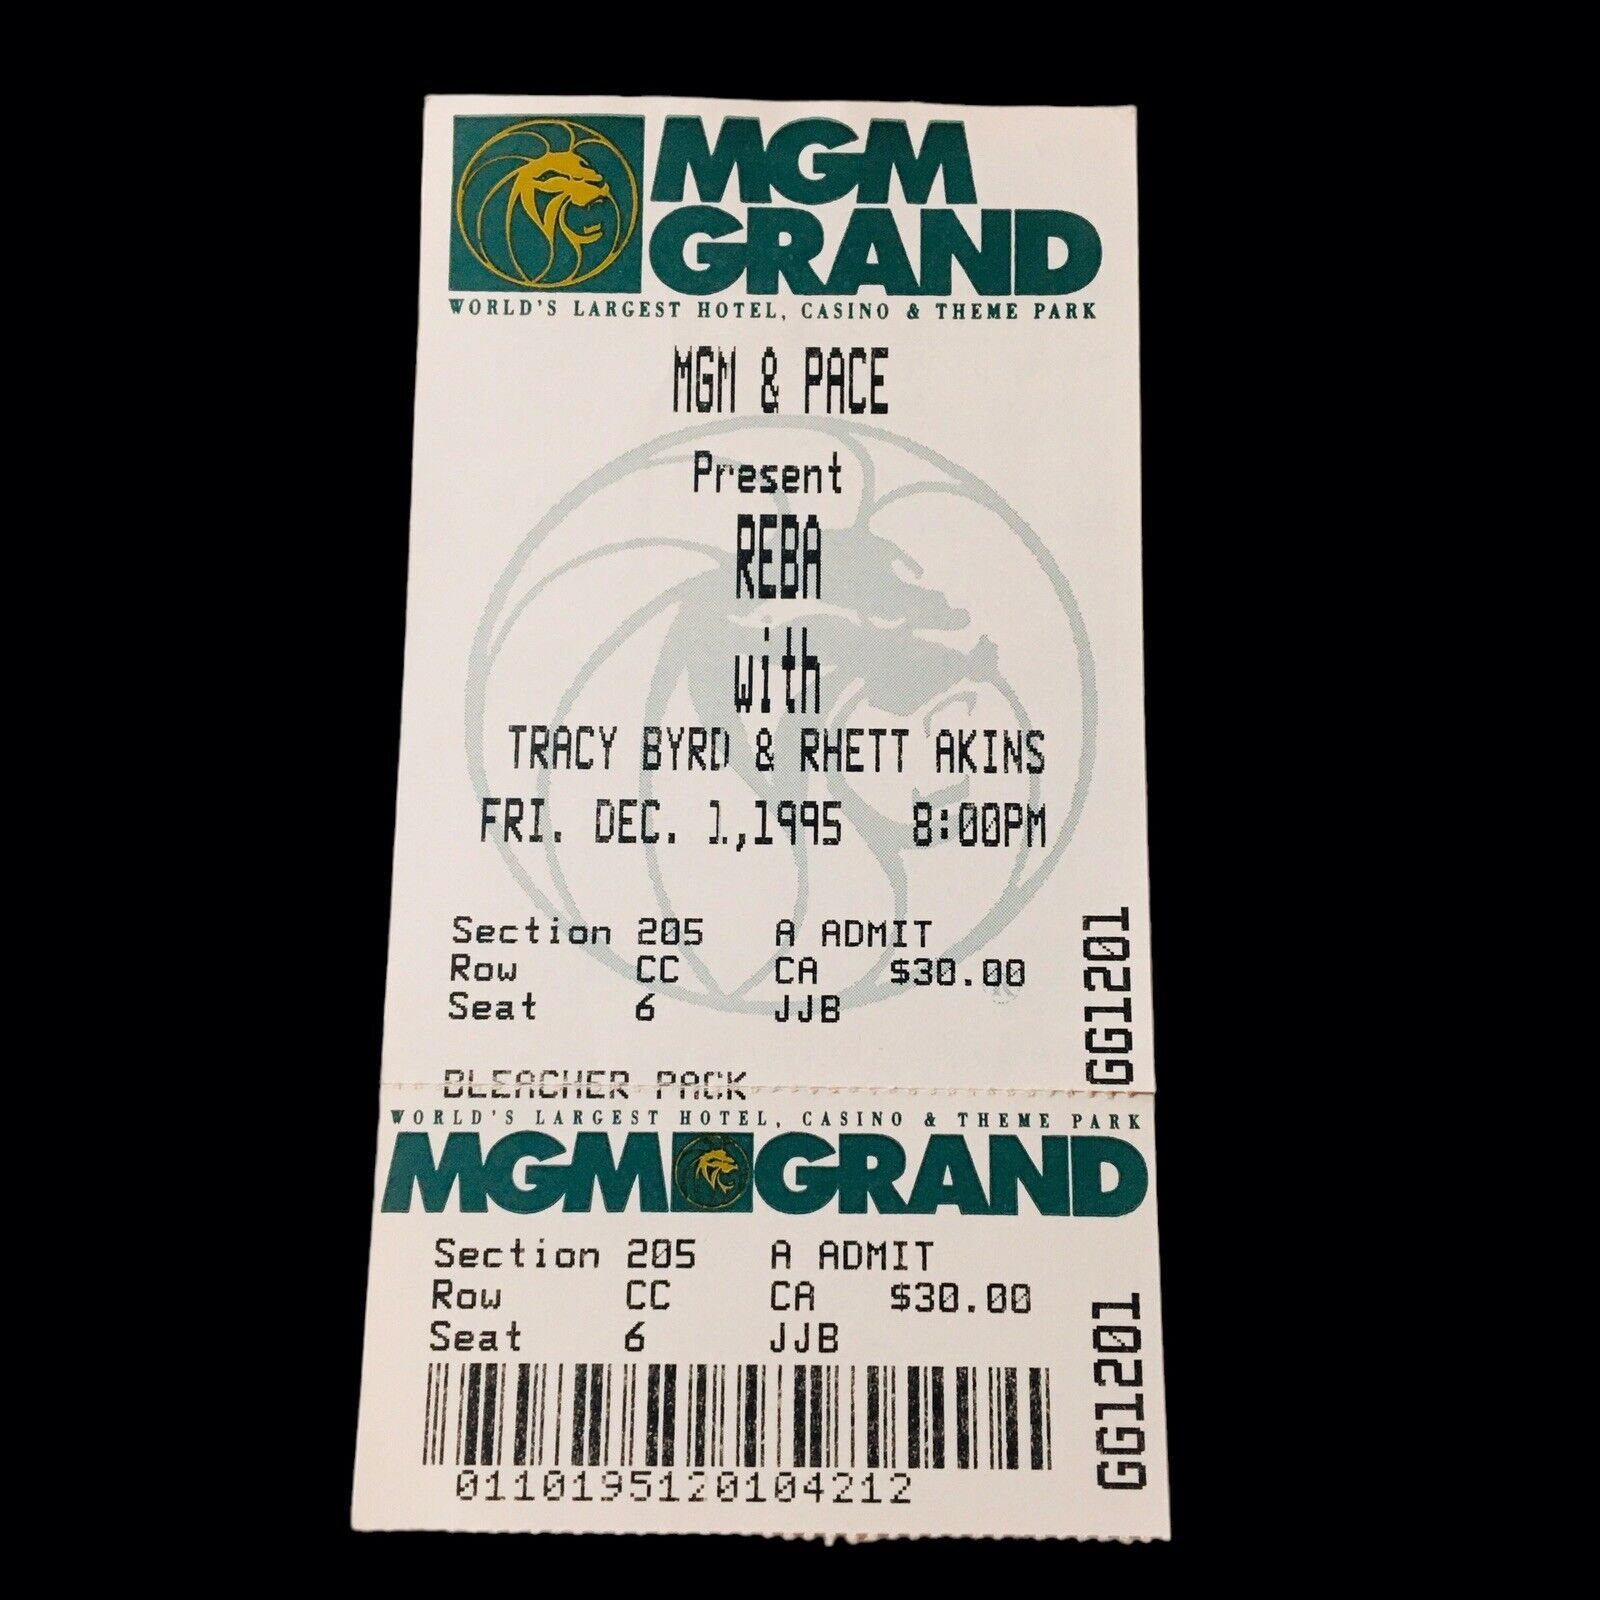 MGM
GRAND
WORLD'S LARGEST HOTEL, CASINO & THEME PARK
MGM & PACE
Present
REBA
with
TRACY BYRD & RHETT AKINS
FRI. DEC. 1,1995 8:00PM
Section 205 A ADMIT
Row CC CA $30.00
Seat 6 JJB
GG1201
BLEACHER PACK
WORLD'S LARGEST HOTEL, CASINO & THEME PARK
MGM GRAND
Section 205 A ADMIT
Row CC CA $30.00
Seat 6 JJB
GG1201
0110195120104212